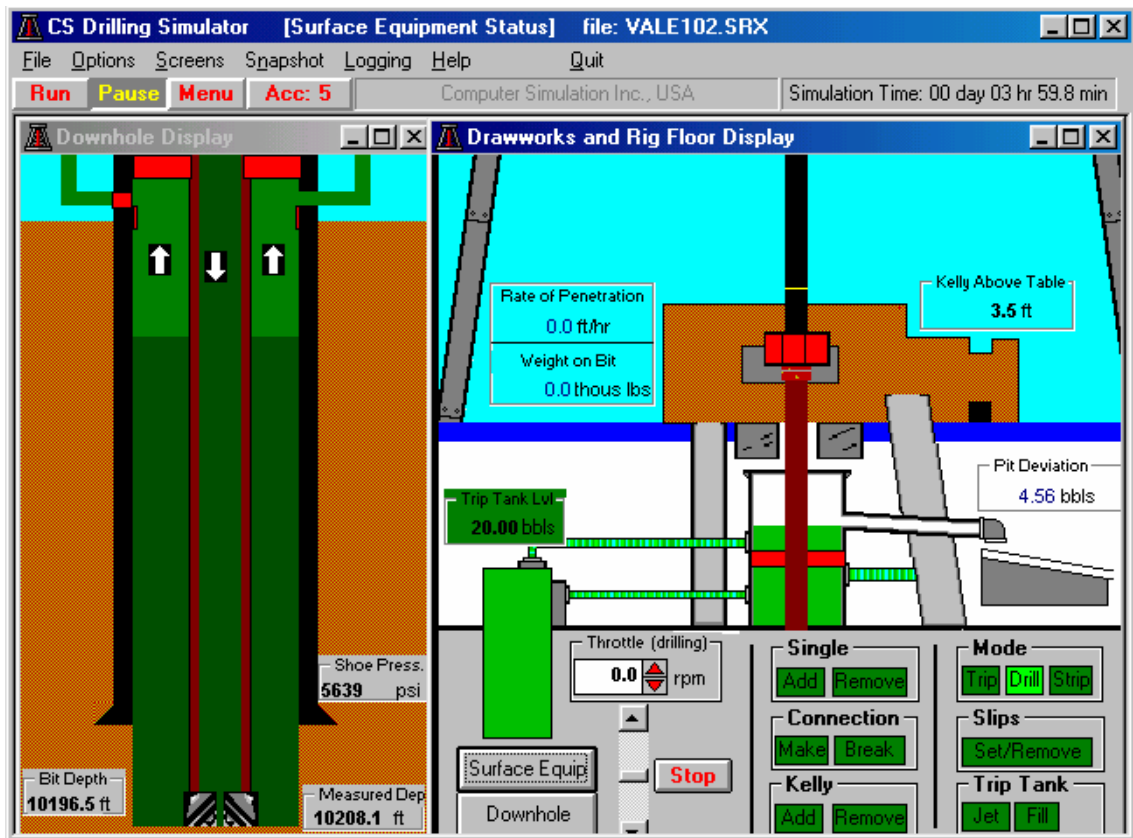 CS Drilling Simulator [Surface Equipment Status] file: VALE102.SRX
File Options Screens Snapshot Logging Help Quit
Run Pause Menu Acc: 5 Computer Simulation Inc., USA Simulation Time: 00 day 03 hr 59.8 min
Downhole Display
Shoe Press.
5639 psi
Bit Depth
10196.5 ft
Measured Dep
10208.1 ft
Drawworks and Rig Floor Display
Rate of Penetration
0.0 ft/hr
Weight on Bit
0.0 thous lbs
Kelly Above Table
3.5 ft
Pit Deviation
4.56 bbls
Trip Tank Lvl
20.00 bbls
Throttle (drilling)
0.0 rpm
Surface Equip
Downhole
Stop
Single
Add Remove
Connection
Make Break
Kelly
Add Remove
Mode
Trip Drill Strip
Slips
Set/Remove
Trip Tank
Jet Fill